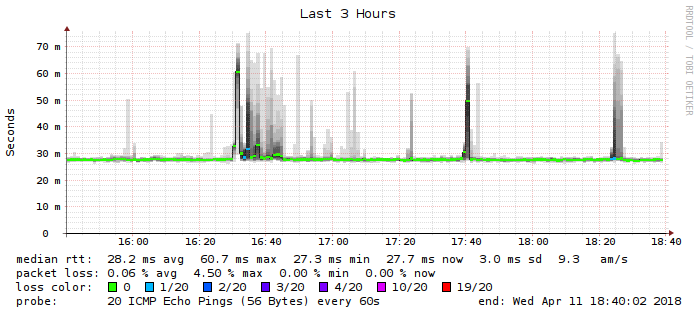 Last 3 Hours
RRDTOOL / TOBI OETIKER
Seconds
70 m
60 m
50 m
40 m
30 m
20 m
10 m
0
16:00 16:20 16:40 17:00 17:20 17:40 18:00 18:20 18:40
median rtt: 28.2 ms avg 60.7 ms max 27.3 ms min 27.7 ms now 3.0 ms sd 9.3 am/s
packet loss: 0.06 % avg 4.50 % max 0.00 % min 0.00 % now
loss color: 0 1/20 2/20 3/20 4/20 10/20 19/20
probe: 20 ICMP Echo Pings (56 Bytes) every 60s end: Wed Apr 11 18:40:02 2018